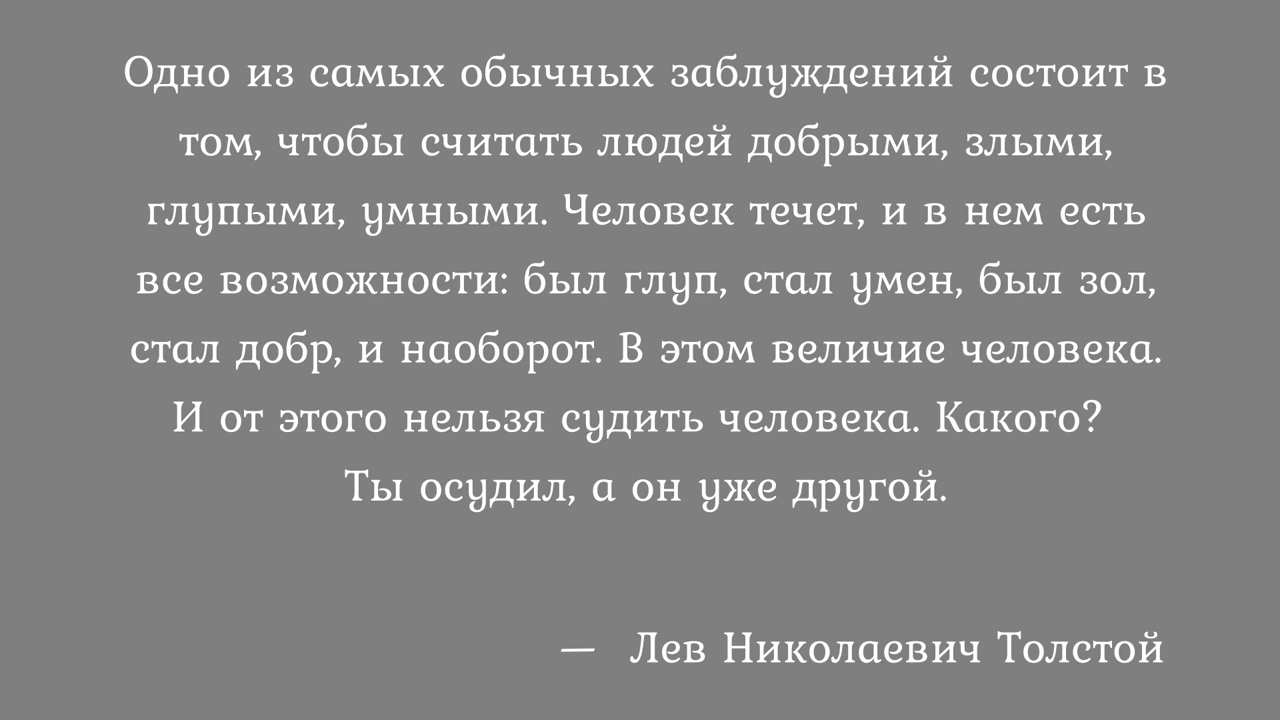 Одно из самых обычных заблуждений состоит в
том, чтобы считать людей добрыми, злыми,
глупыми, умными. Человек течет, и в нем есть
все возможности: был глуп, стал умен, был зол,
стал добр, и наоборот. В этом величие человека.
И от этого нельзя судить человека. Какого?
Ты осудил, а он уже другой.
— Лев Николаевич Толстой